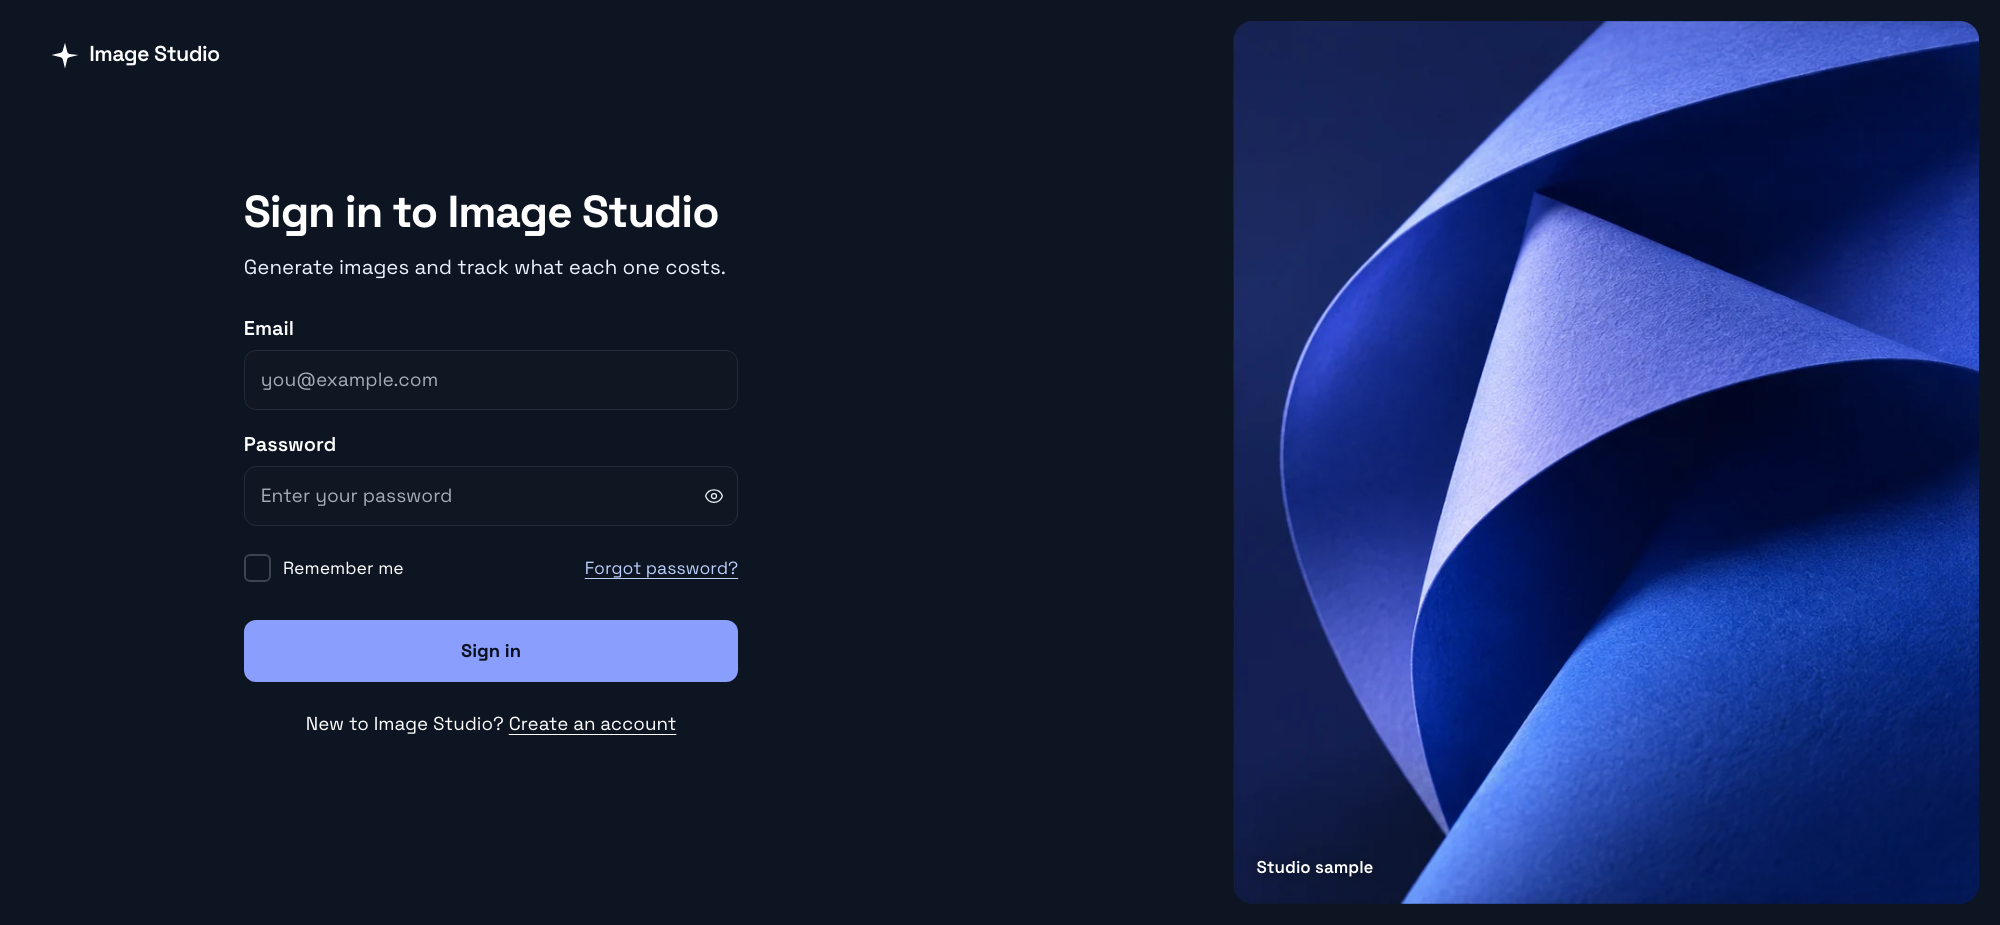 Image Studio
Sign in to Image Studio
Generate images and track what each one costs.
Email
you@example.com
Password
Enter your password
Remember me
Forgot password?
Sign in
New to Image Studio? Create an account
Studio sample